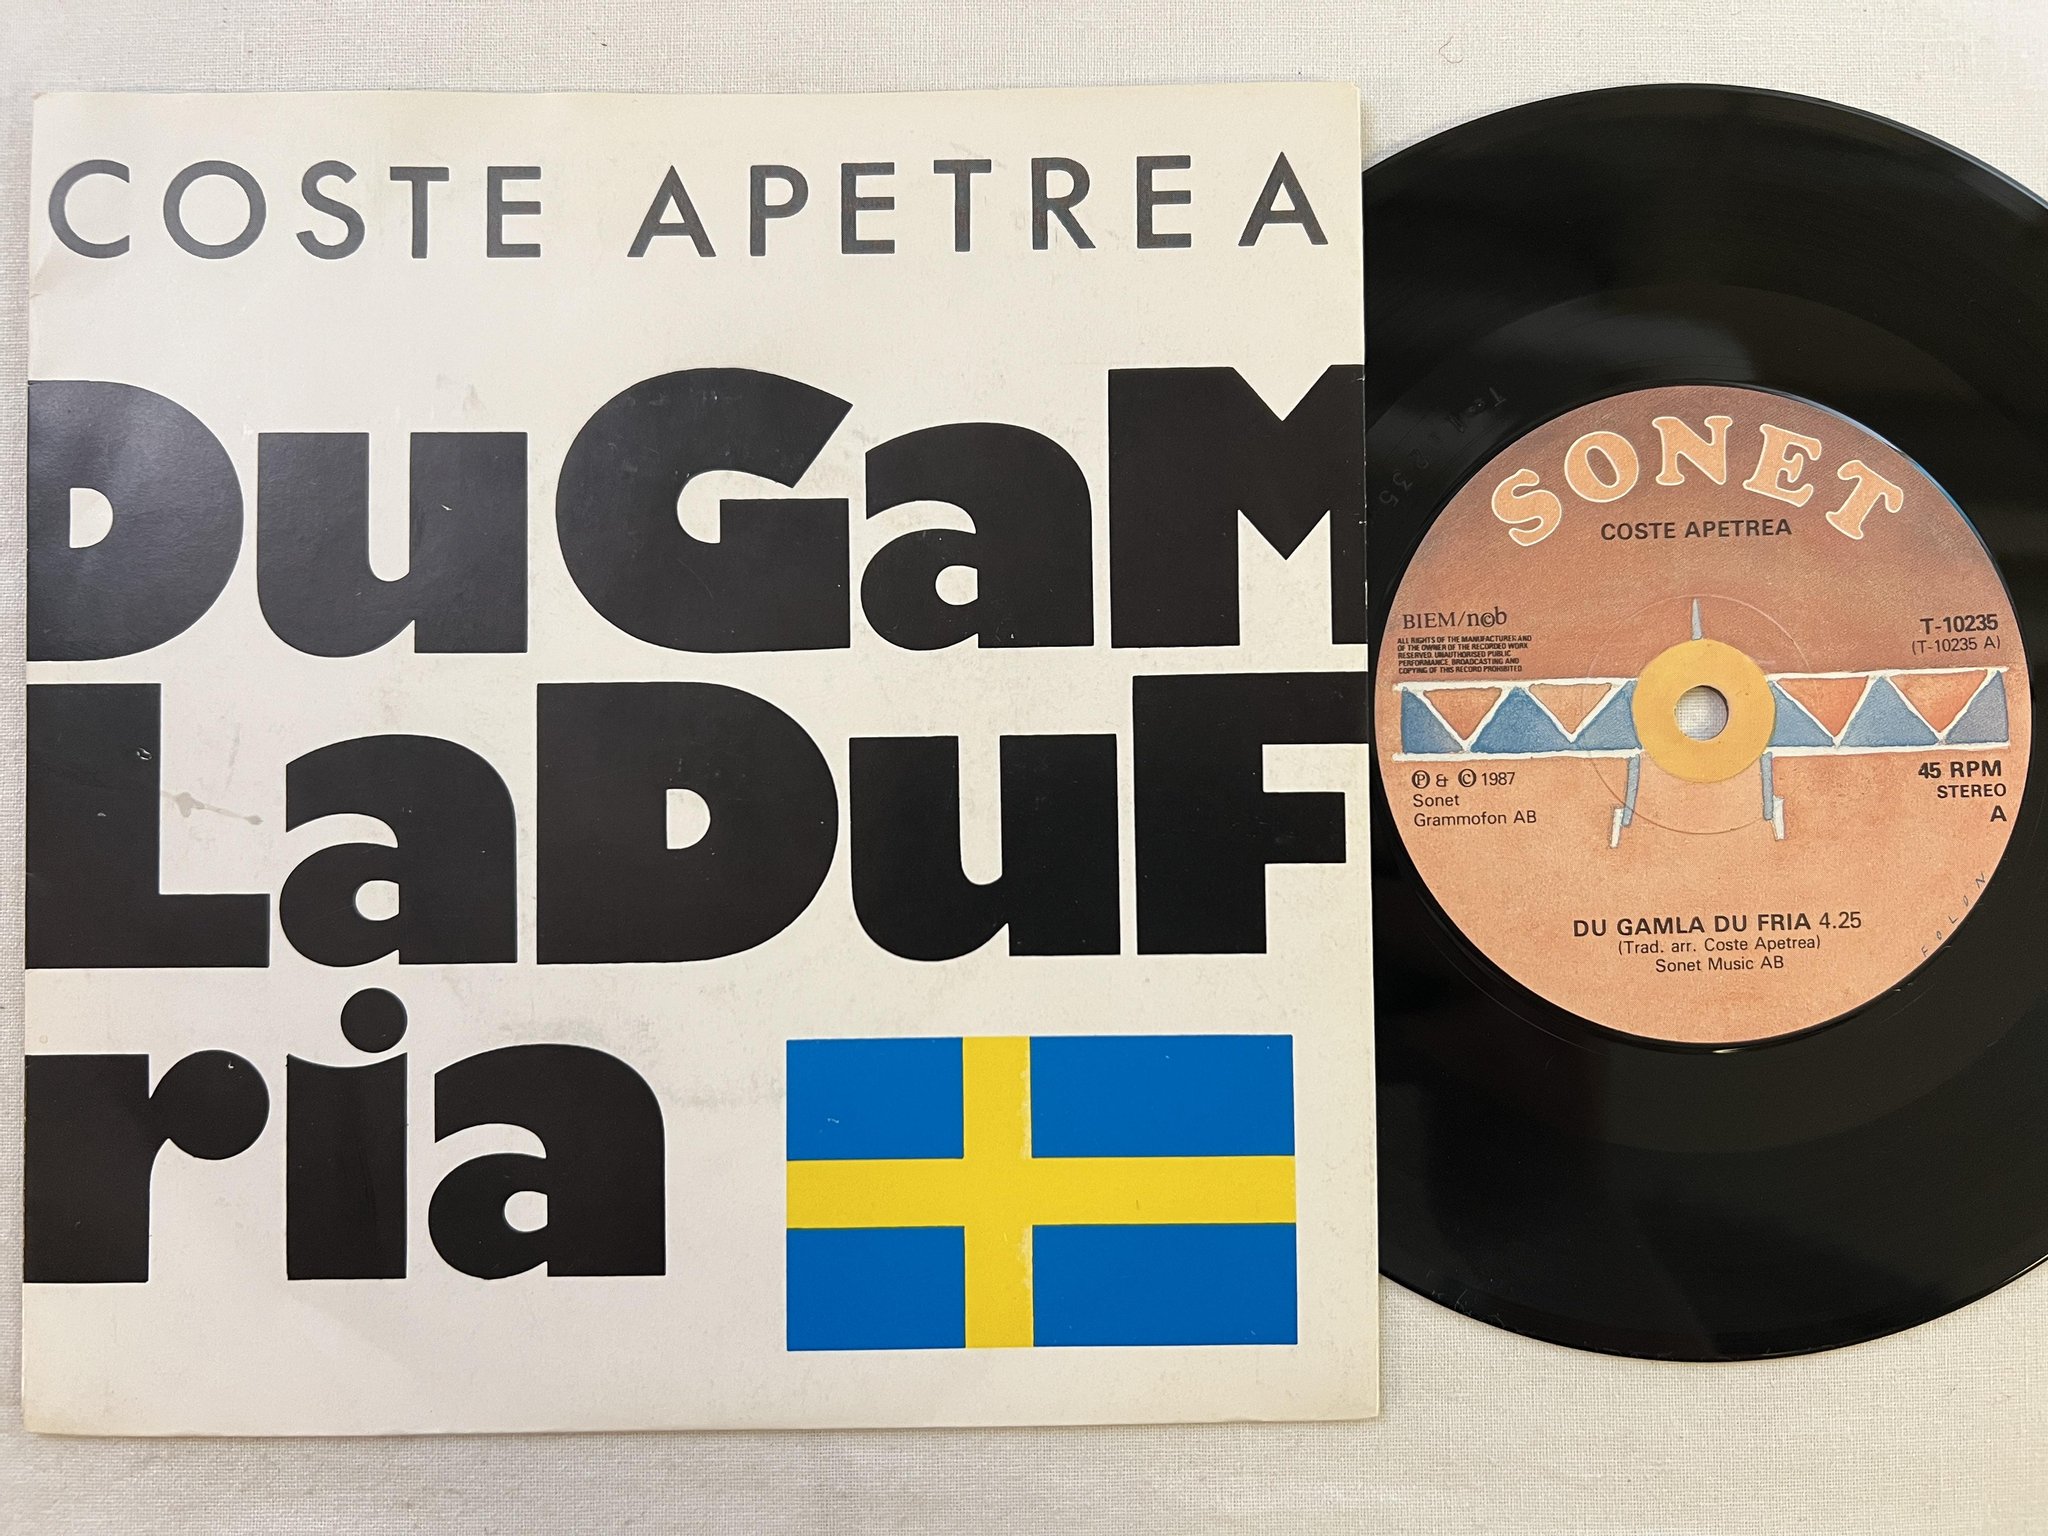 COSTE APETREA
DuGaM
LaDuF
ria
SONET
COSTE APETREA
BIEM/n©b
ALL RIGHTS OF THE MANUFACTURER AND
OF THE OWNER OF THE RECORDED WORK
RESERVED. UNAUTHORISED PUBLIC
PERFORMANCE, BROADCASTING AND
COPYING OF THIS RECORD PROHIBITED
T-10235
(T-10235 A)
℗ & © 1987
Sonet
Grammofon AB
45 RPM
STEREO
A
DU GAMLA DU FRIA 4.25
(Trad. arr. Coste Apetrea)
Sonet Music AB
FOLON